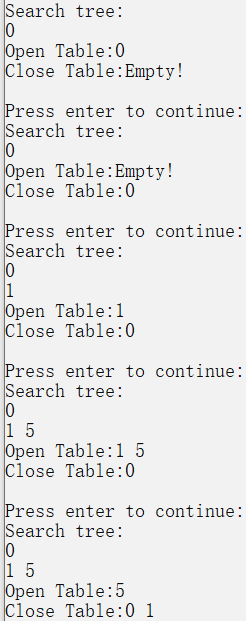 Search tree:
0
Open Table:0
Close Table:Empty!
Press enter to continue:
Search tree:
0
Open Table:Empty!
Close Table:0
Press enter to continue:
Search tree:
0
1
Open Table:1
Close Table:0
Press enter to continue:
Search tree:
0
1 5
Open Table:1 5
Close Table:0
Press enter to continue:
Search tree:
0
1 5
Open Table:5
Close Table:0 1